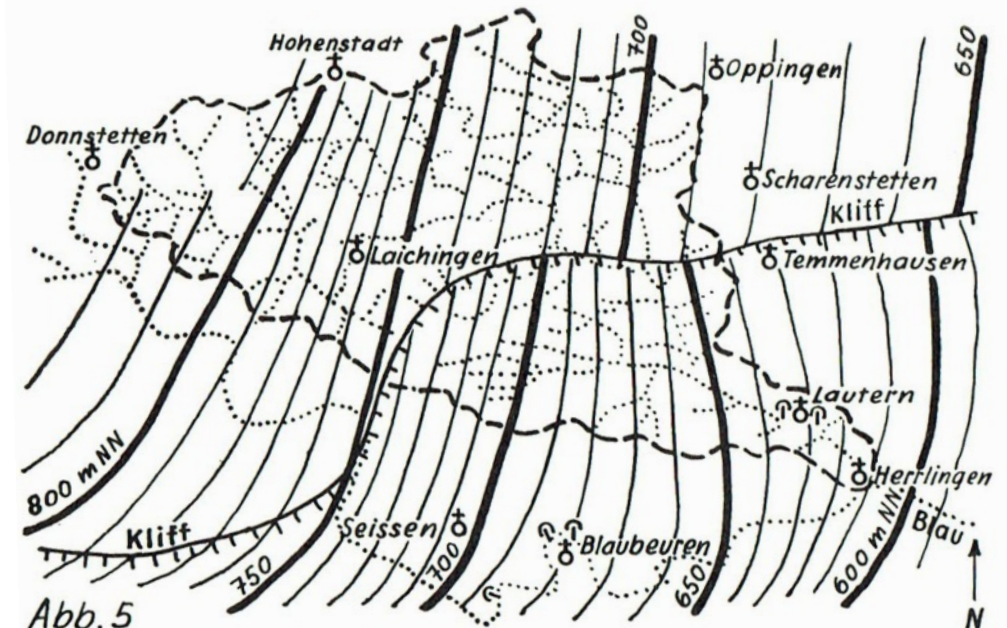 Hohenstadt
700
650
Oppingen
Donnstetten
Scharenstetten
Kliff
Laichingen
Temmenhausen
Lautern
800 m NN
Herrlingen
Kliff
Seissen
Blau
Blaubeuren
750
700
650
600 m NN
Abb. 5
N